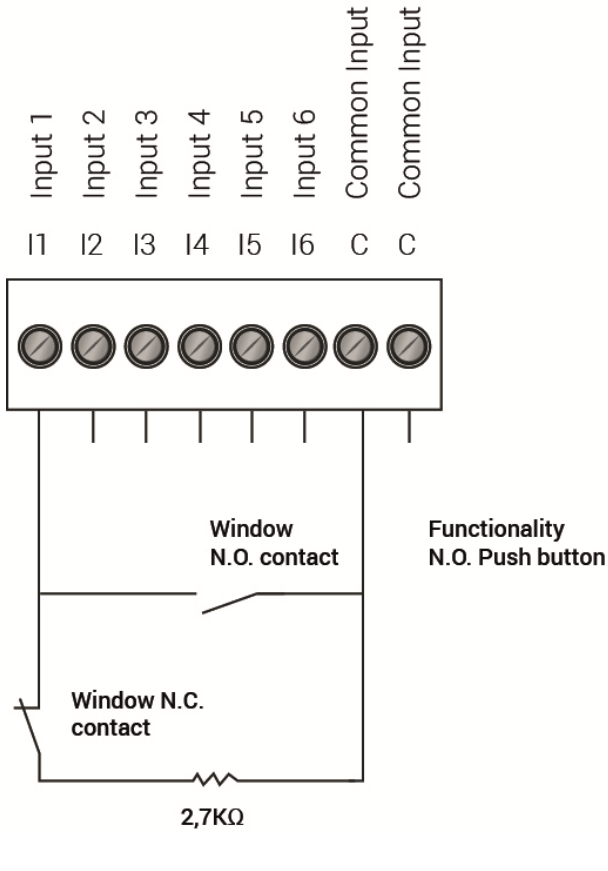 Input 1
Input 2
Input 3
Input 4
Input 5
Input 6
Common Input
Common Input
I1 I2 I3 I4 I5 I6 C C
Window
N.O. contact
Functionality
N.O. Push button
Window N.C.
contact
2,7KΩ